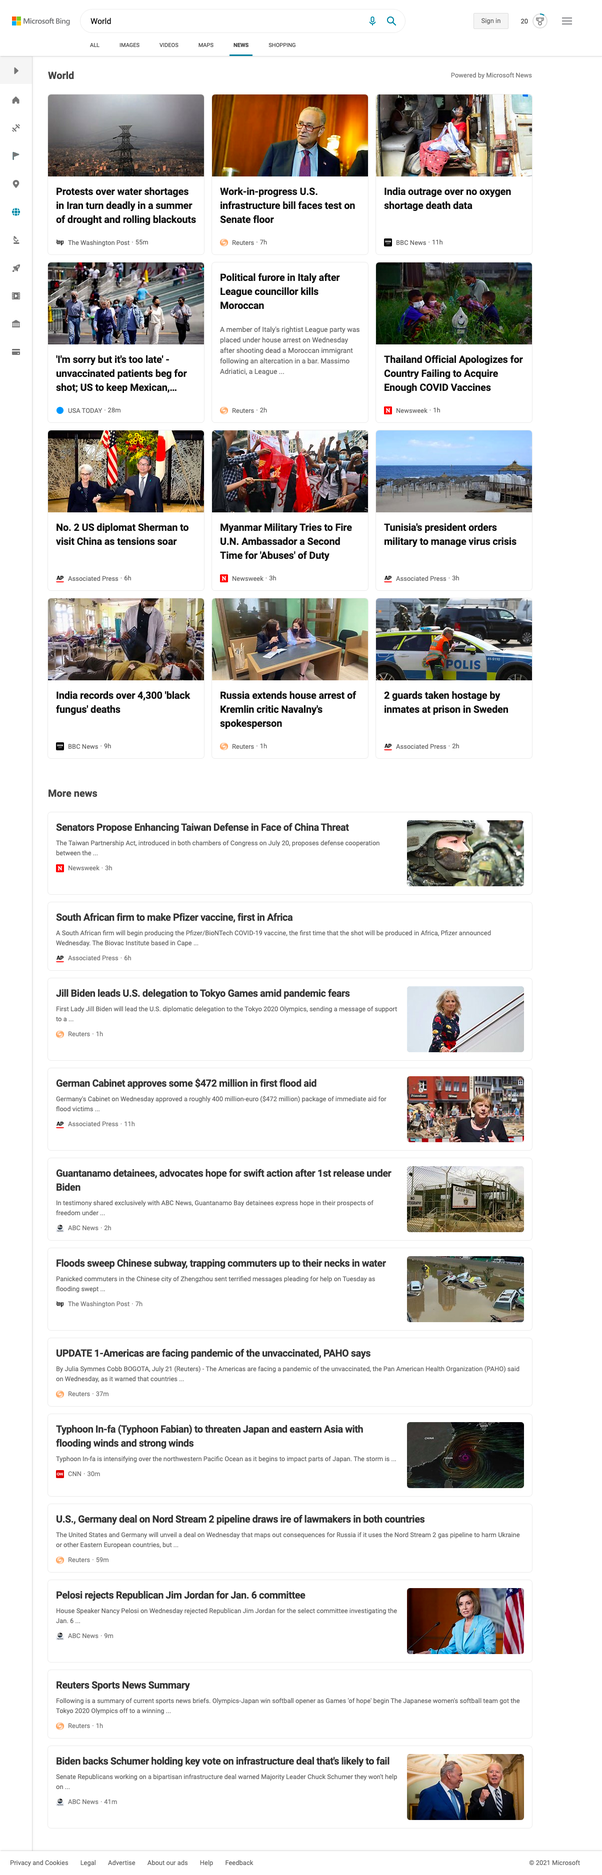 Microsoft Bing
World
Sign in
20
ALL
IMAGES
VIDEOS
MAPS
NEWS
SHOPPING
World
Powered by Microsoft News
Protests over water shortages
in Iran turn deadly in a summer
of drought and rolling blackouts
The Washington Post · 55m
Work-in-progress U.S.
infrastructure bill faces test on
Senate floor
Reuters · 7h
India outrage over no oxygen
shortage death data
BBC News · 11h
'I'm sorry but it's too late' -
unvaccinated patients beg for
shot; US to keep Mexican,...
USA TODAY · 28m
Political furore in Italy after
League councillor kills
Moroccan
A member of Italy's rightist League party was
placed under house arrest on Wednesday
after shooting dead a Moroccan immigrant
following an altercation in a bar. Massimo
Adriatici, a League ...
Reuters · 2h
Thailand Official Apologizes for
Country Failing to Acquire
Enough COVID Vaccines
N Newsweek · 1h
No. 2 US diplomat Sherman to
visit China as tensions soar
AP Associated Press · 6h
Myanmar Military Tries to Fire
U.N. Ambassador a Second
Time for 'Abuses' of Duty
N Newsweek · 3h
Tunisia's president orders
military to manage virus crisis
AP Associated Press · 3h
POLIS
India records over 4,300 'black
fungus' deaths
BBC News · 9h
Russia extends house arrest of
Kremlin critic Navalny's
spokesperson
Reuters · 1h
2 guards taken hostage by
inmates at prison in Sweden
AP Associated Press · 2h
More news
Senators Propose Enhancing Taiwan Defense in Face of China Threat
The Taiwan Partnership Act, introduced in both chambers of Congress on July 20, proposes defense cooperation
between the ...
N Newsweek · 3h
South African firm to make Pfizer vaccine, first in Africa
A South African firm will begin producing the Pfizer/BioNTech COVID-19 vaccine, the first time that the shot will be produced in Africa, Pfizer announced
Wednesday. The Biovac Institute based in Cape ...
AP Associated Press · 6h
Jill Biden leads U.S. delegation to Tokyo Games amid pandemic fears
First Lady Jill Biden will lead the U.S. diplomatic delegation to the Tokyo 2020 Olympics, sending a message of support
to a ...
Reuters · 1h
German Cabinet approves some $472 million in first flood aid
Germany's Cabinet on Wednesday approved a roughly 400 million-euro ($472 million) package of immediate aid for
flood victims ...
AP Associated Press · 11h
Guantanamo detainees, advocates hope for swift action after 1st release under
Biden
In testimony shared exclusively with ABC News, Guantanamo Bay detainees express hope in their prospects of
freedom under ...
ABC News · 2h
Floods sweep Chinese subway, trapping commuters up to their necks in water
Panicked commuters in the Chinese city of Zhengzhou sent terrified messages pleading for help on Tuesday as
flooding swept ...
The Washington Post · 7h
UPDATE 1-Americas are facing pandemic of the unvaccinated, PAHO says
By Julia Symmes Cobb BOGOTA, July 21 (Reuters) - The Americas are facing a pandemic of the unvaccinated, the Pan American Health Organization (PAHO) said
on Wednesday, as it warned that countries ...
Reuters · 37m
Typhoon In-fa (Typhoon Fabian) to threaten Japan and eastern Asia with
flooding winds and strong winds
Typhoon In-fa is intensifying over the northwestern Pacific Ocean as it begins to impact parts of Japan. The storm is ...
CNN CNN · 30m
U.S., Germany deal on Nord Stream 2 pipeline draws ire of lawmakers in both countries
The United States and Germany will unveil a deal on Wednesday that maps out consequences for Russia if it uses the Nord Stream 2 gas pipeline to harm Ukraine
or other Eastern European countries, but ...
Reuters · 59m
Pelosi rejects Republican Jim Jordan for Jan. 6 committee
House Speaker Nancy Pelosi on Wednesday rejected Republican Jim Jordan for the select committee investigating the
Jan. 6 ...
ABC News · 9m
Reuters Sports News Summary
Following is a summary of current sports news briefs. Olympics-Japan win softball opener as Games 'of hope' begin The Japanese women's softball team got the
Tokyo 2020 Olympics off to a winning ...
Reuters · 1h
Biden backs Schumer holding key vote on infrastructure deal that's likely to fail
Senate Republicans working on a bipartisan infrastructure deal warned Majority Leader Chuck Schumer they won't help
on ...
ABC News · 41m
Privacy and Cookies
Legal
Advertise
About our ads
Help
Feedback
© 2021 Microsoft